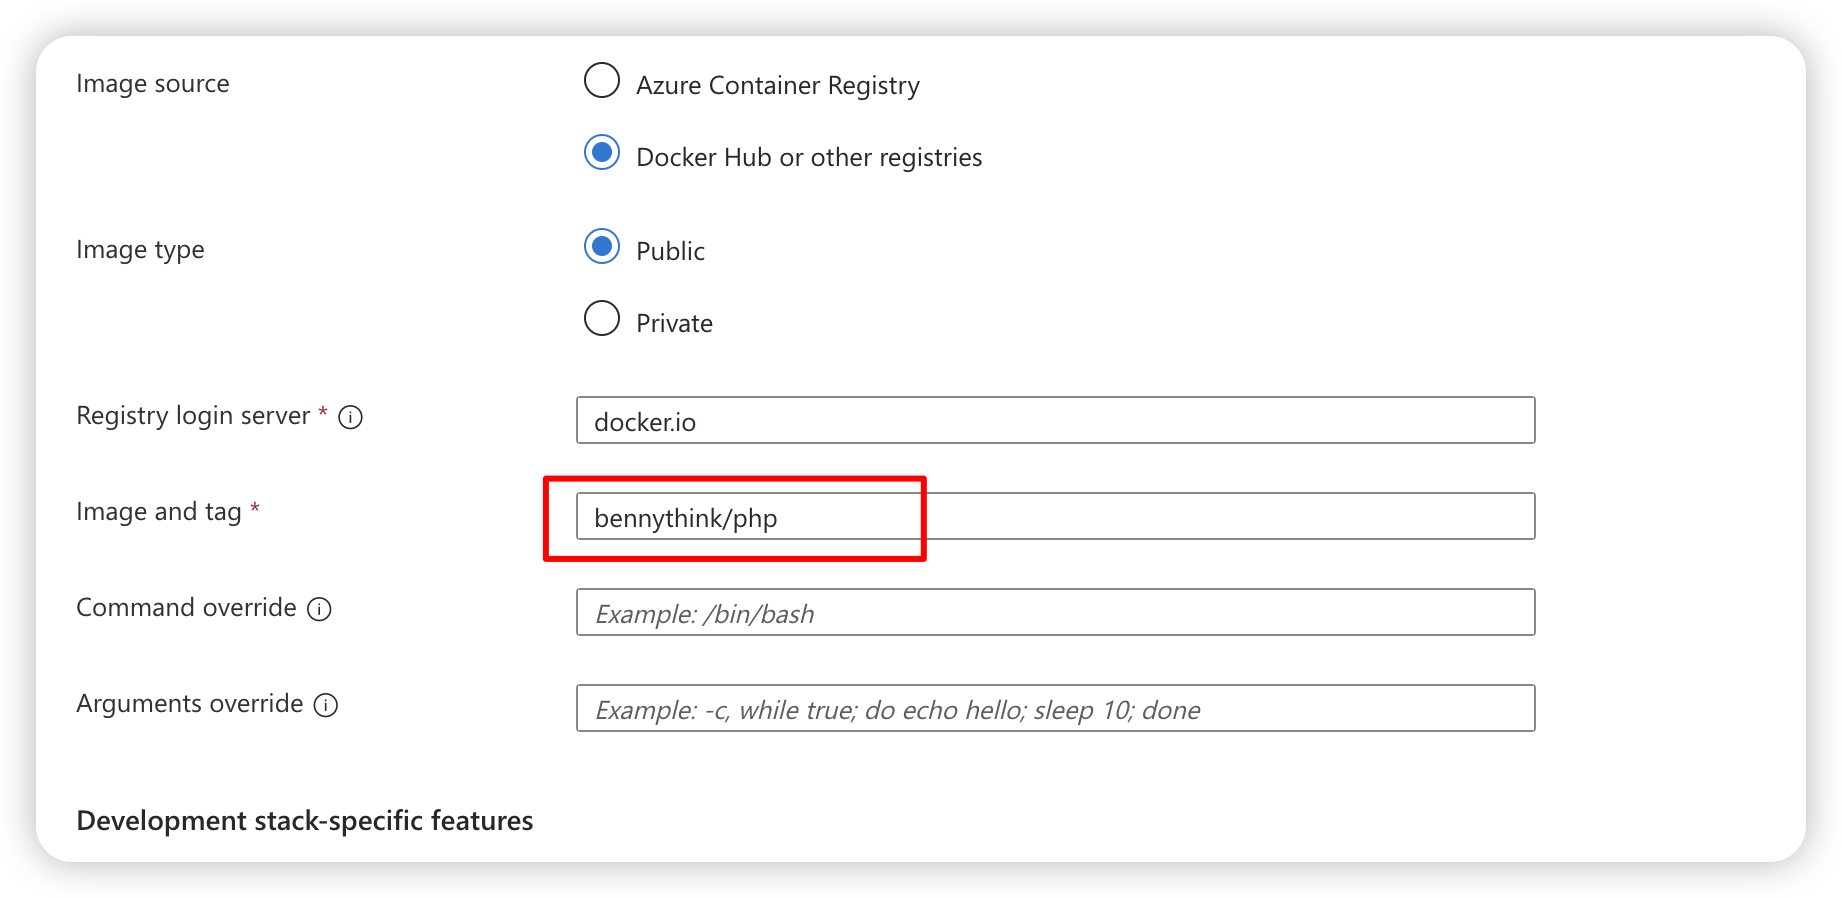 Image source
Azure Container Registry
Docker Hub or other registries
Image type
Public
Private
Registry login server *
docker.io
Image and tag *
bennythink/php
Command override
Example: /bin/bash
Arguments override
Example: -c, while true; do echo hello; sleep 10; done
Development stack-specific features